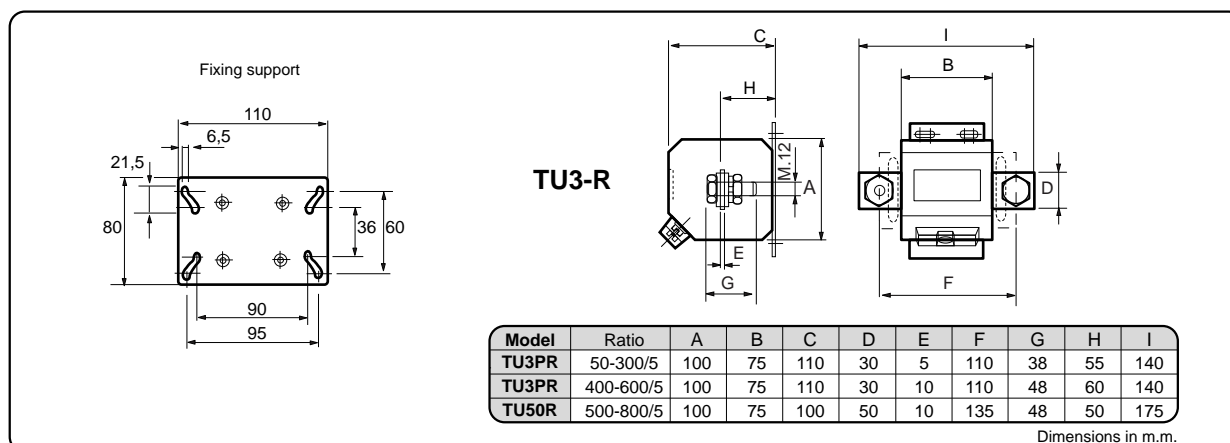 Fixing support
110
6,5
21,5
80
36
60
90
95
TU3-R
C
H
M.12
A
E
G
I
B
D
F
Model Ratio A B C D E F G H I
TU3PR 50-300/5 100 75 110 30 5 110 38 55 140
TU3PR 400-600/5 100 75 110 30 10 110 48 60 140
TU50R 500-800/5 100 75 100 50 10 135 48 50 175
Dimensions in m.m.